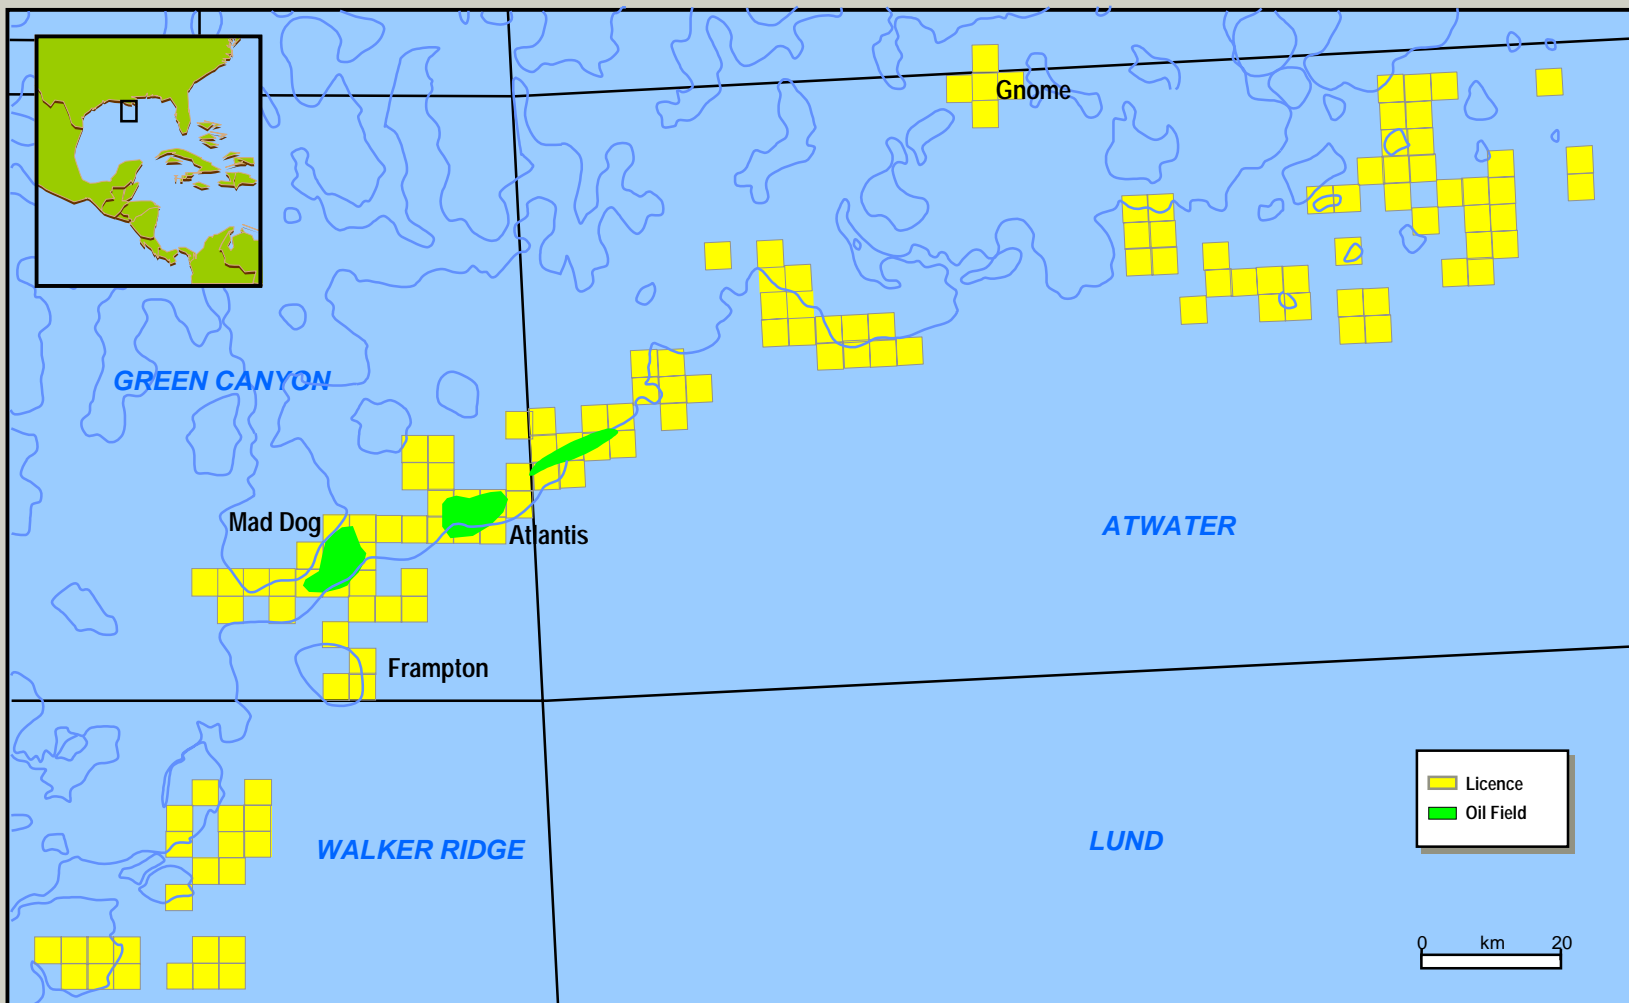 Gnome
GREEN CANYON
Mad Dog
Atlantis
ATWATER
Frampton
Licence
Oil Field
WALKER RIDGE
LUND
0 km 20